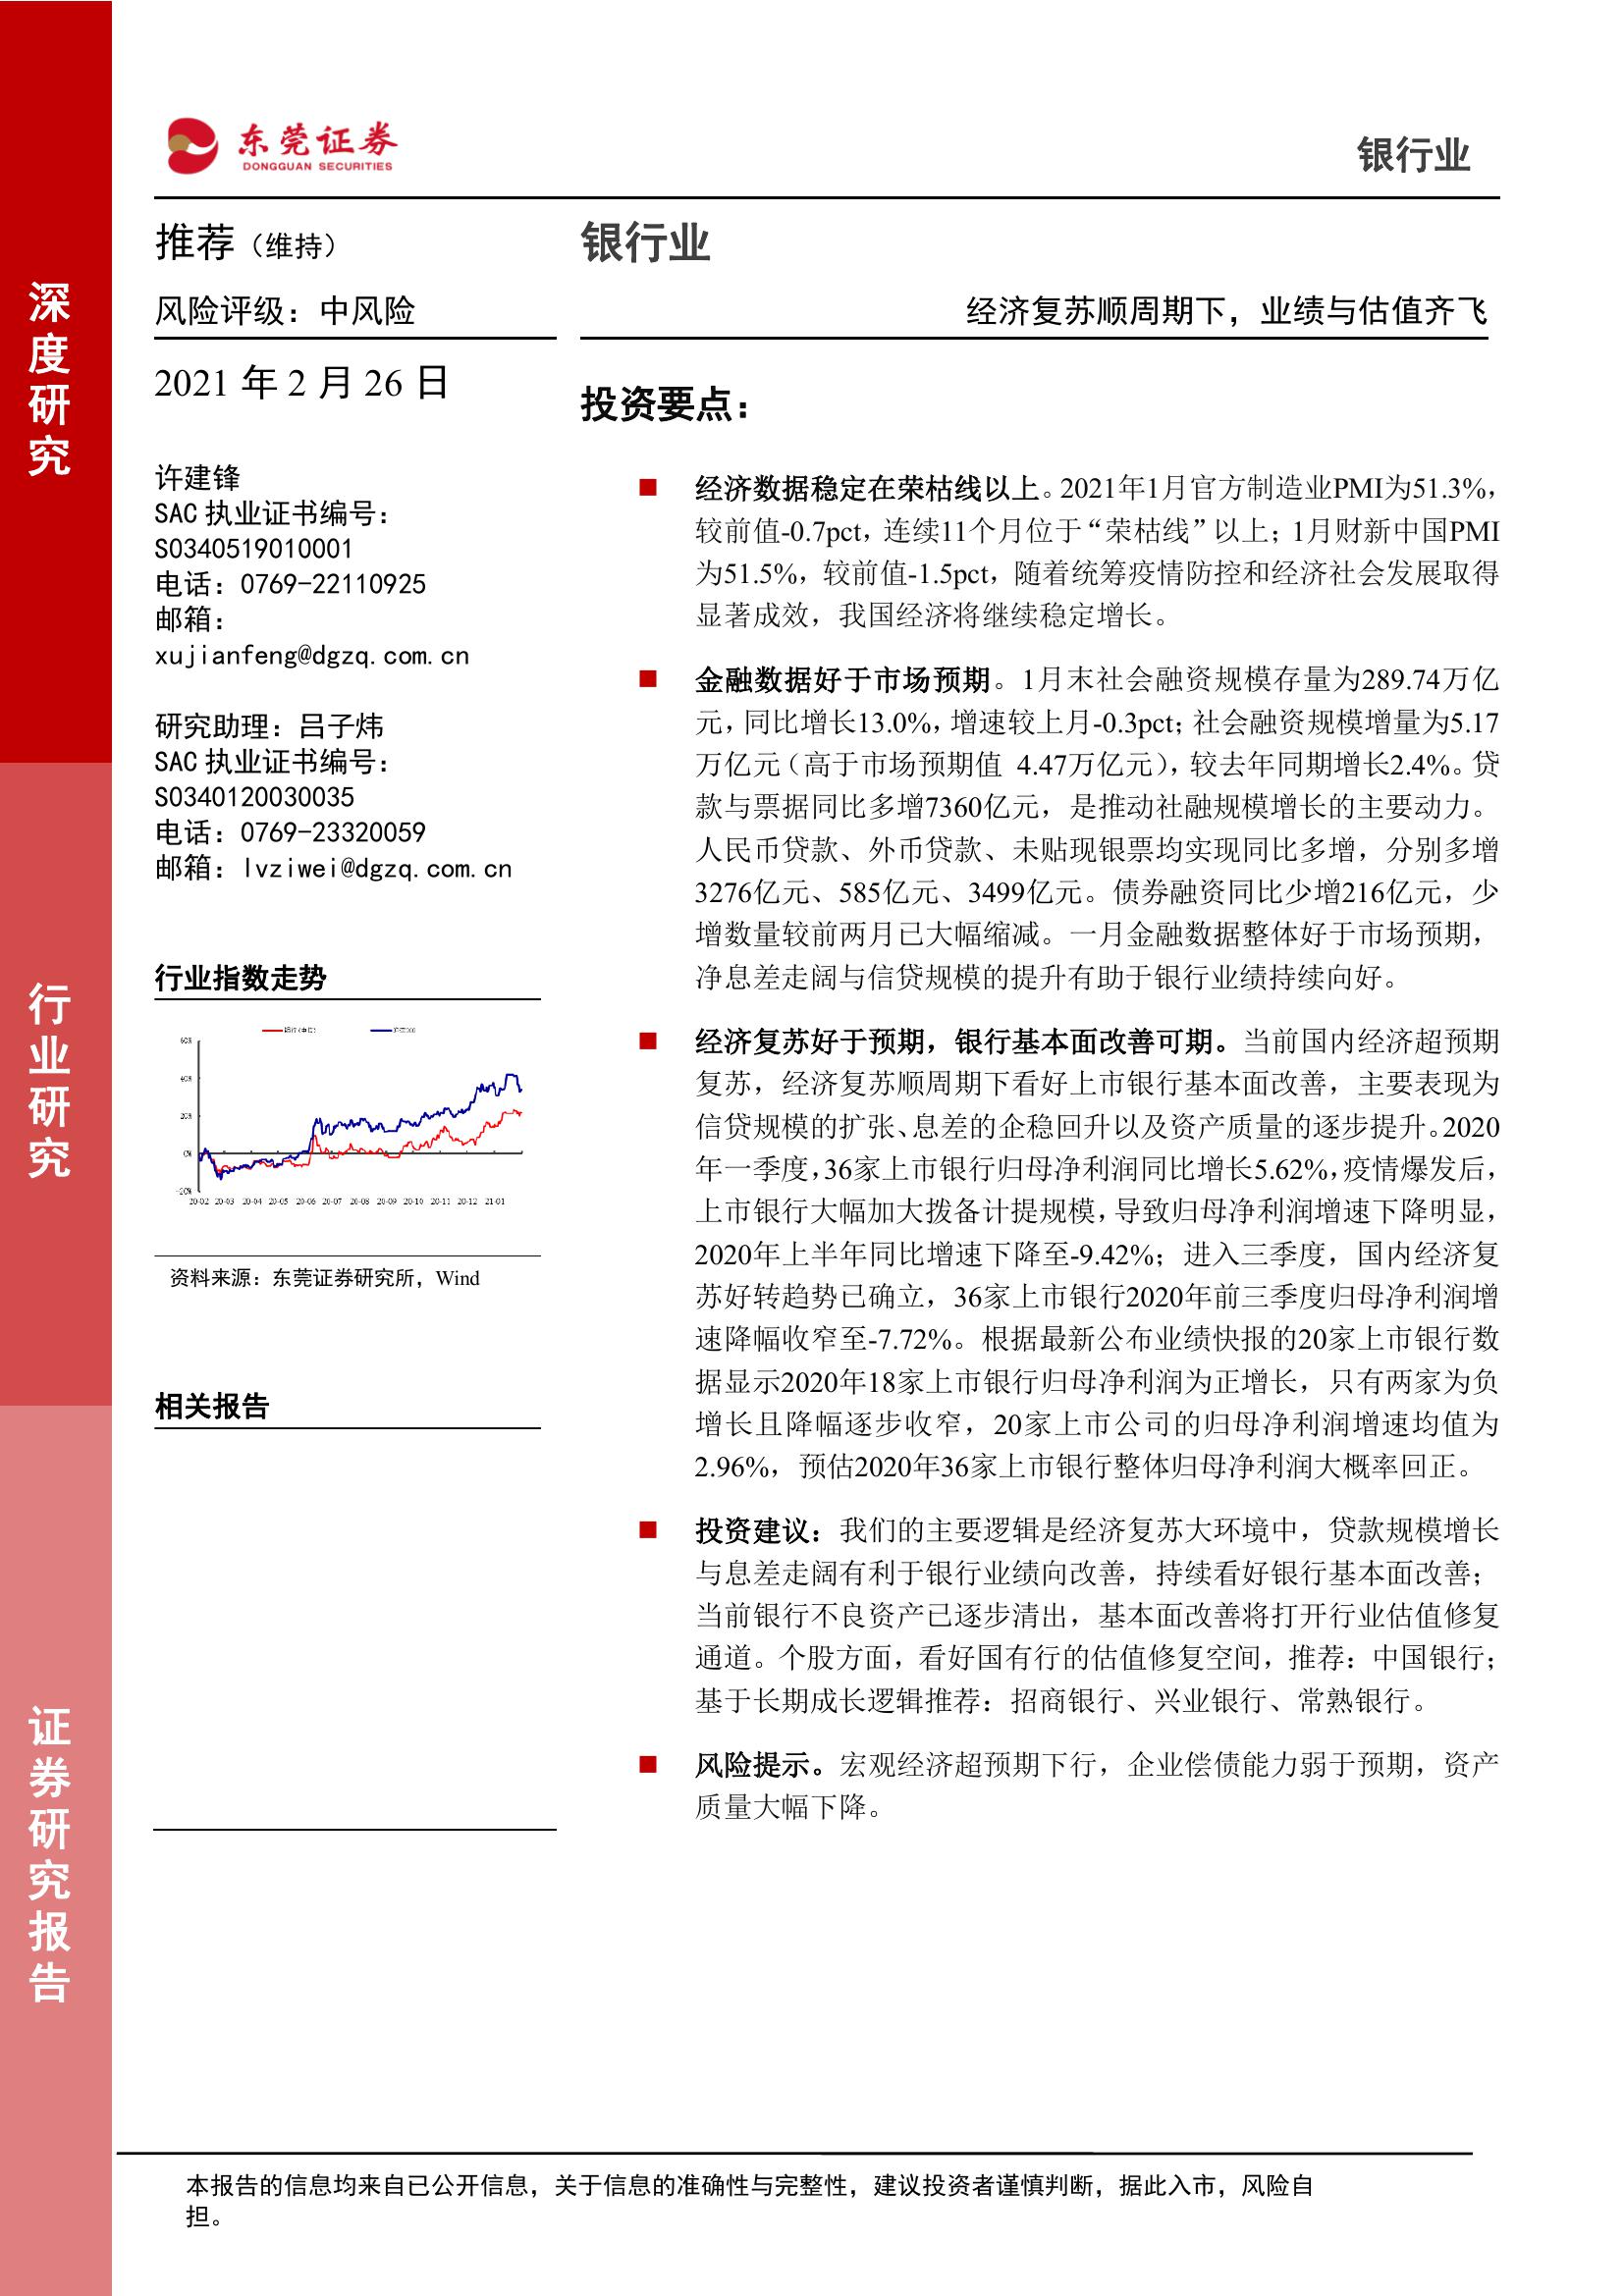 东莞证券
DONGGUAN SECURITIES
银行业
深度研究
行业研究
证券研究报告
推荐（维持）
风险评级：中风险
2021 年 2 月 26 日
许建锋
SAC 执业证书编号：
S0340519010001
电话：0769-22110925
邮箱：
xujianfeng@dgzq.com.cn
研究助理：吕子炜
SAC 执业证书编号：
S0340120030035
电话：0769-23320059
邮箱：lvziwei@dgzq.com.cn
行业指数走势
60%
40%
20%
0%
-20%
20-02 20-03 20-04 20-05 20-06 20-07 20-08 20-09 20-10 20-11 20-12 21-01
资料来源：东莞证券研究所，Wind
相关报告
银行业
经济复苏顺周期下，业绩与估值齐飞
投资要点：
■ 经济数据稳定在荣枯线以上。2021年1月官方制造业PMI为51.3%，
较前值-0.7pct，连续11个月位于“荣枯线”以上；1月财新中国PMI
为51.5%，较前值-1.5pct，随着统筹疫情防控和经济社会发展取得
显著成效，我国经济将继续稳定增长。
■ 金融数据好于市场预期。1月末社会融资规模存量为289.74万亿
元，同比增长13.0%，增速较上月-0.3pct；社会融资规模增量为5.17
万亿元（高于市场预期值 4.47万亿元），较去年同期增长2.4%。贷
款与票据同比多增7360亿元，是推动社融规模增长的主要动力。
人民币贷款、外币贷款、未贴现银票均实现同比多增，分别多增
3276亿元、585亿元、3499亿元。债券融资同比少增216亿元，少
增数量较前两月已大幅缩减。一月金融数据整体好于市场预期，
净息差走阔与信贷规模的提升有助于银行业绩持续向好。
■ 经济复苏好于预期，银行基本面改善可期。当前国内经济超预期
复苏，经济复苏顺周期下看好上市银行基本面改善，主要表现为
信贷规模的扩张、息差的企稳回升以及资产质量的逐步提升。2020
年一季度，36家上市银行归母净利润同比增长5.62%，疫情爆发后，
上市银行大幅加大拨备计提规模，导致归母净利润增速下降明显，
2020年上半年同比增速下降至-9.42%；进入三季度，国内经济复
苏好转趋势已确立，36家上市银行2020年前三季度归母净利润增
速降幅收窄至-7.72%。根据最新公布业绩快报的20家上市银行数
据显示2020年18家上市银行归母净利润为正增长，只有两家为负
增长且降幅逐步收窄，20家上市公司的归母净利润增速均值为
2.96%，预估2020年36家上市银行整体归母净利润大概率回正。
■ 投资建议：我们的主要逻辑是经济复苏大环境中，贷款规模增长
与息差走阔有利于银行业绩向改善，持续看好银行基本面改善；
当前银行不良资产已逐步清出，基本面改善将打开行业估值修复
通道。个股方面，看好国有行的估值修复空间，推荐：中国银行；
基于长期成长逻辑推荐：招商银行、兴业银行、常熟银行。
■ 风险提示。宏观经济超预期下行，企业偿债能力弱于预期，资产
质量大幅下降。
本报告的信息均来自已公开信息，关于信息的准确性与完整性，建议投资者谨慎判断，据此入市，风险自
担。